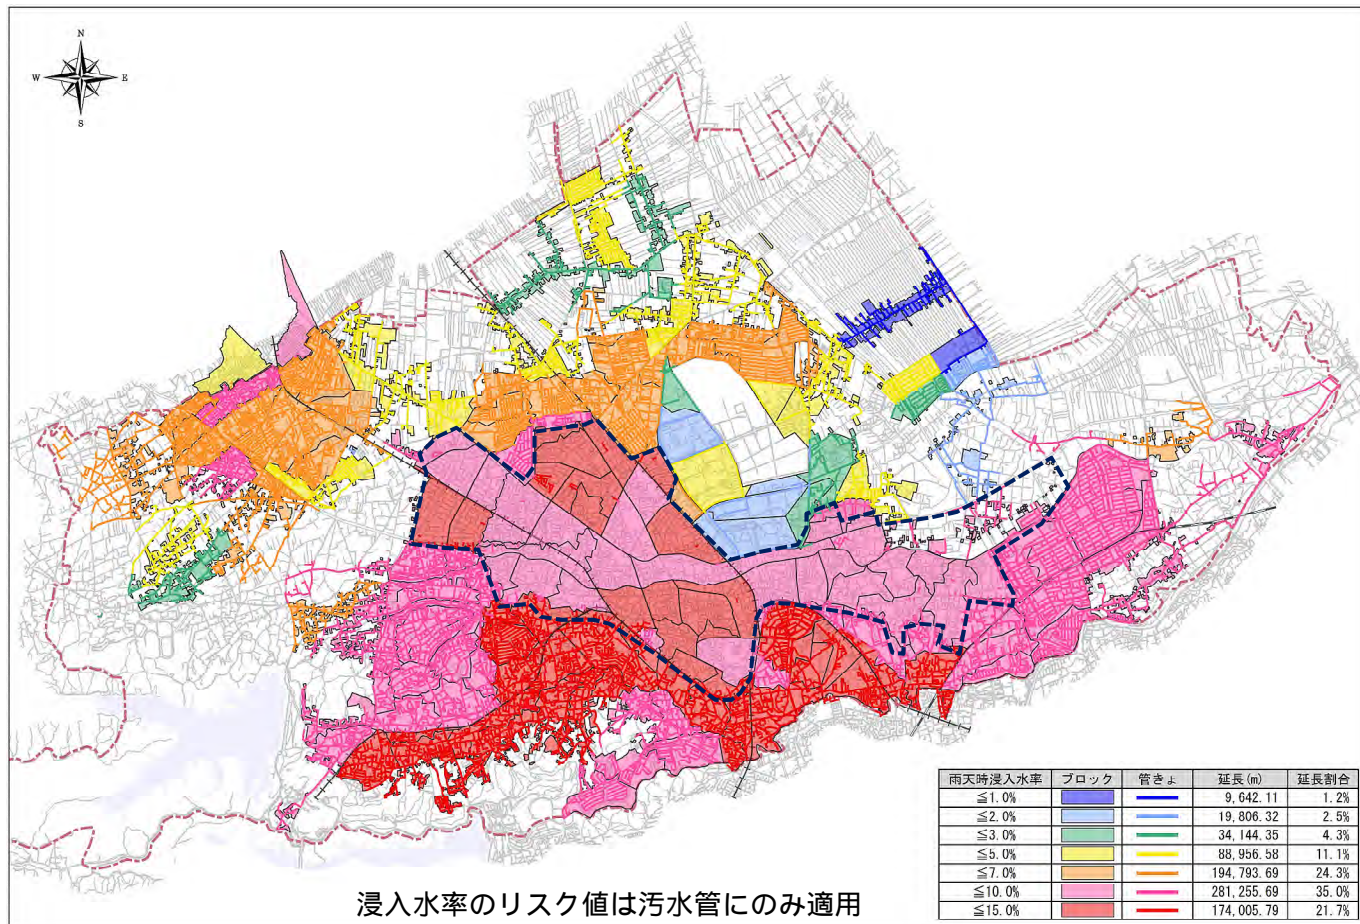 N
W E
S
雨天時浸入水率 ブロック 管きょ 延長(m) 延長割合
≦1.0% 9,642.11 1.2%
≦2.0% 19,806.32 2.5%
≦3.0% 34,144.35 4.3%
≦5.0% 88,956.58 11.1%
≦7.0% 194,793.69 24.3%
≦10.0% 281,255.69 35.0%
≦15.0% 174,005.79 21.7%
浸入水率のリスク値は汚水管にのみ適用